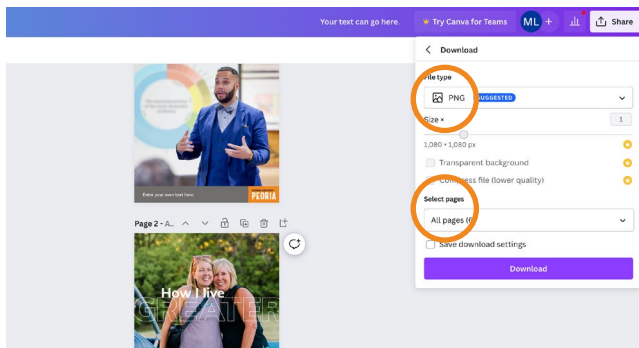 Your text can go here.
Try Canva for Teams
ML
+
Share
Download
File type
PNG
SUGGESTED
Size ×
1
1,080 × 1,080 px
Transparent background
Compress file (lower quality)
Select pages
All pages (6
Save download settings
Download
Enter your own text here
PEORIA
Page 2 - A..
How I live
GREATER